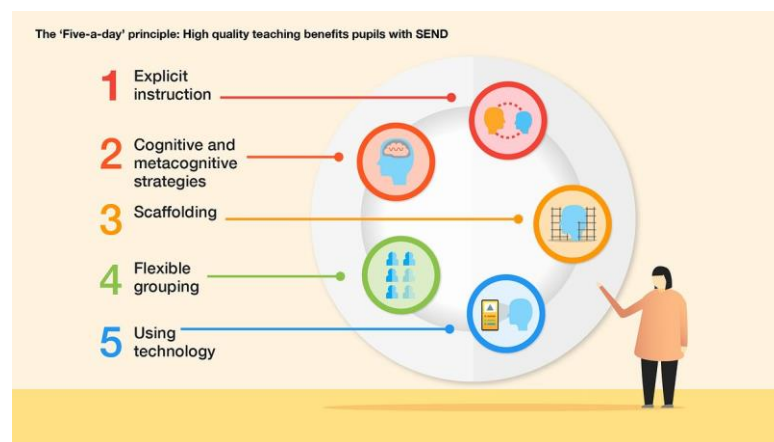 The ‘Five-a-day’ principle: High quality teaching benefits pupils with SEND
1 Explicit
instruction
2 Cognitive and
metacognitive
strategies
3 Scaffolding
4 Flexible
grouping
5 Using
technology